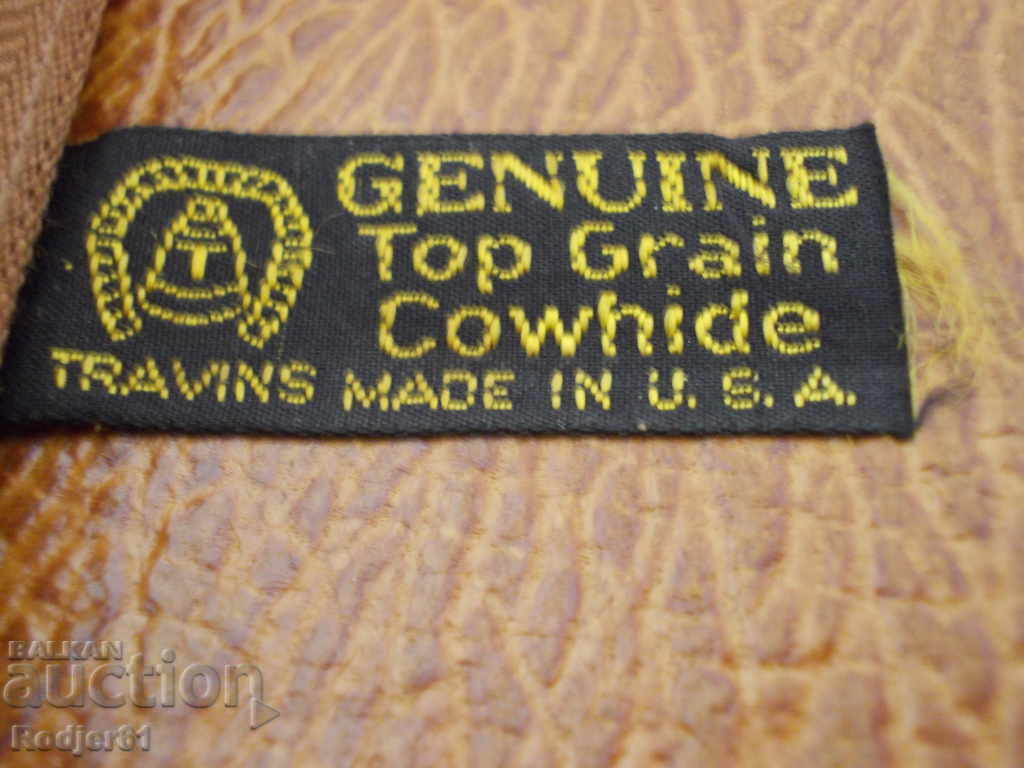 GENUINE
Top Grain
Cowhide
T
TRAVINS MADE IN U. S. A.
BALKAN
auction
Rodjer81